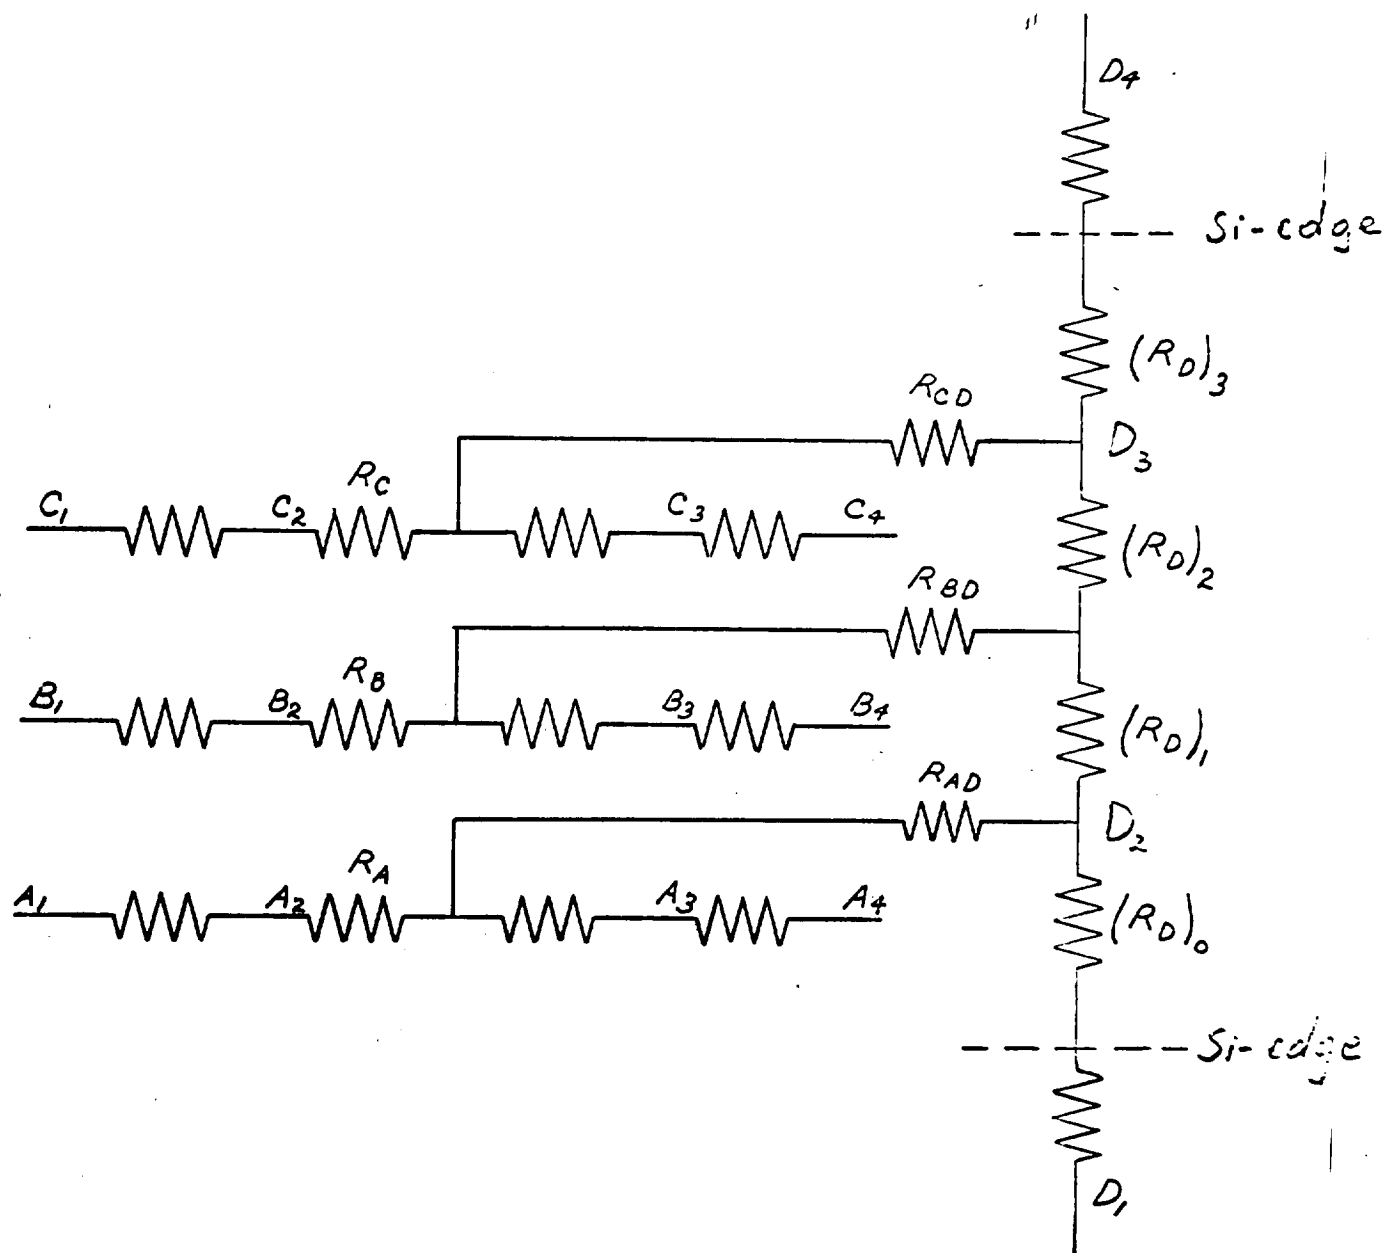 D4
Si-edge
(RD)3
RCD
D3
RC
C1 C2 C3 C4
(RD)2
RBD
RB
B1 B2 B3 B4
(RD)1
RAD
D2
RA
A1 A2 A3 A4
(RD)0
Si-edge
D1